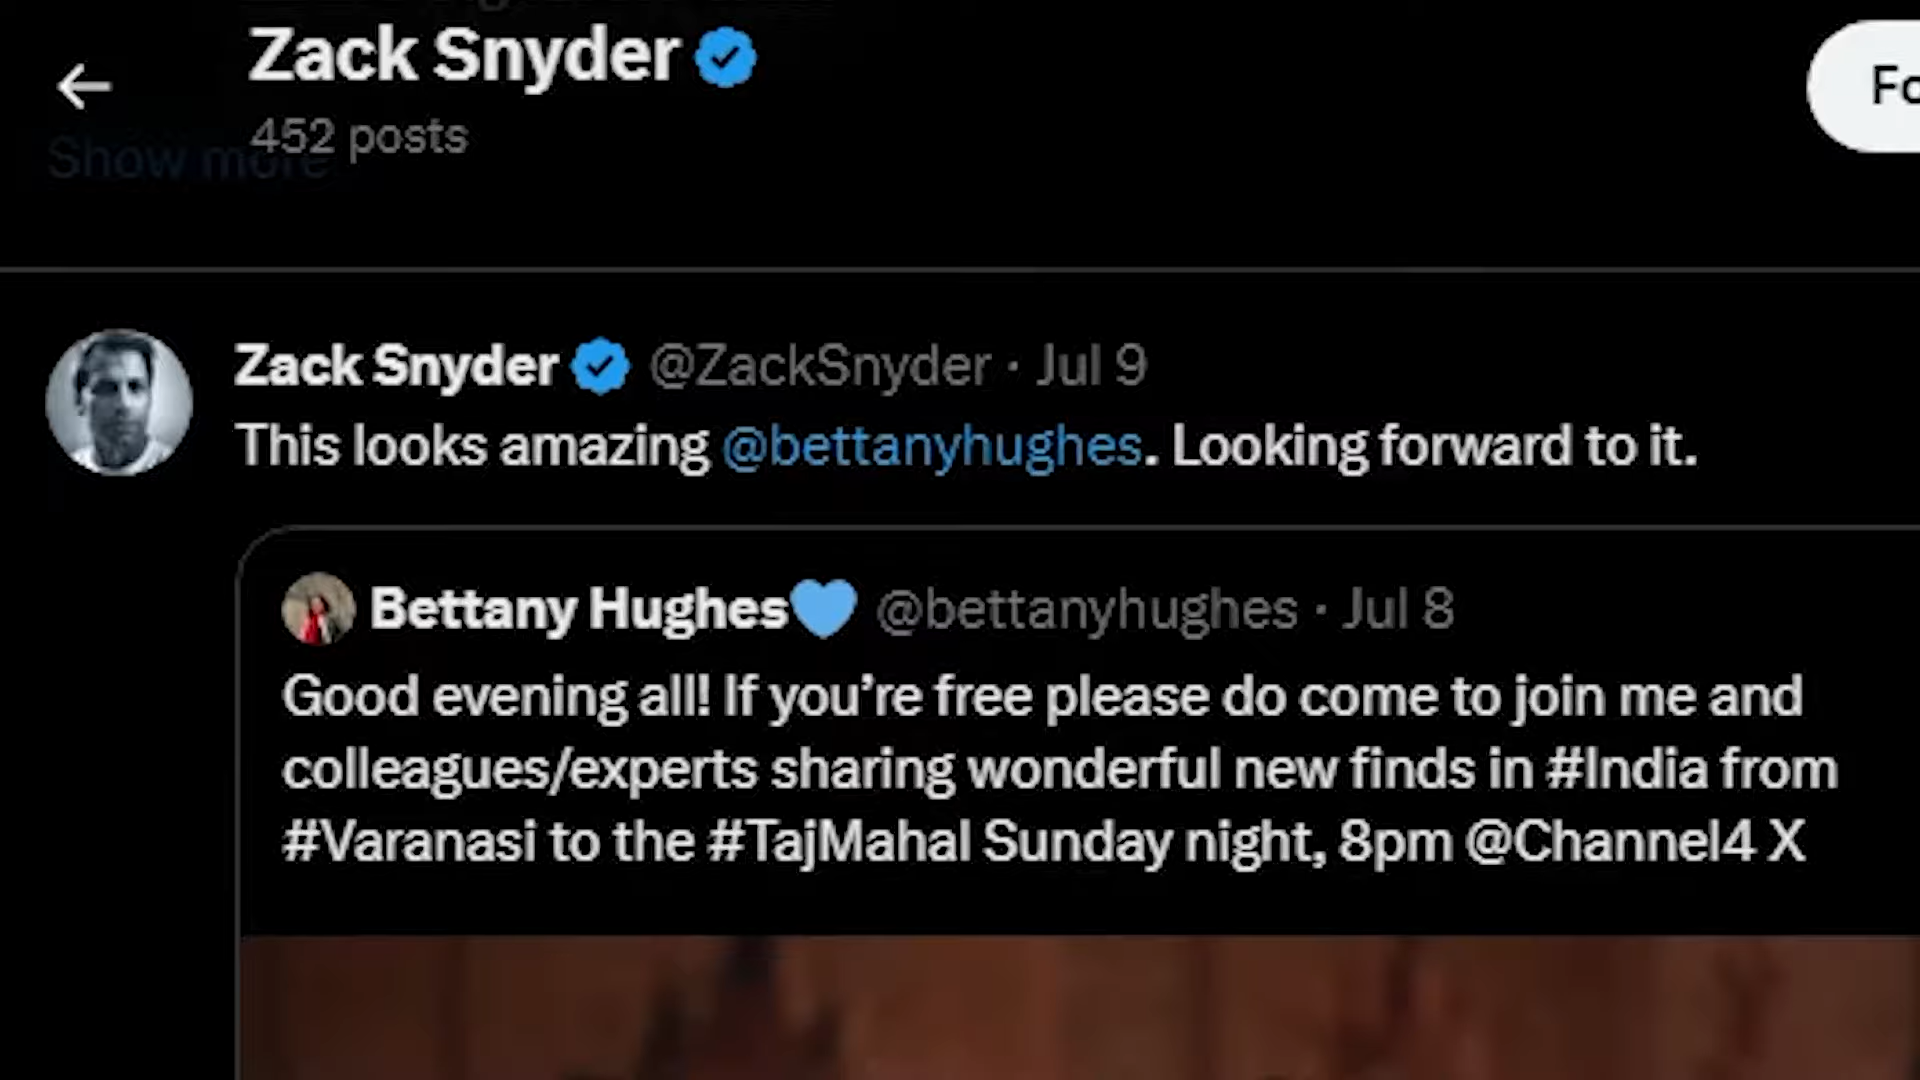 Zack Snyder
452 posts
Show more
Fo
Zack Snyder @ZackSnyder · Jul 9
This looks amazing @bettanyhughes. Looking forward to it.
Bettany Hughes💙 @bettanyhughes · Jul 8
Good evening all! If you’re free please do come to join me and
colleagues/experts sharing wonderful new finds in #India from
#Varanasi to the #TajMahal Sunday night, 8pm @Channel4 X